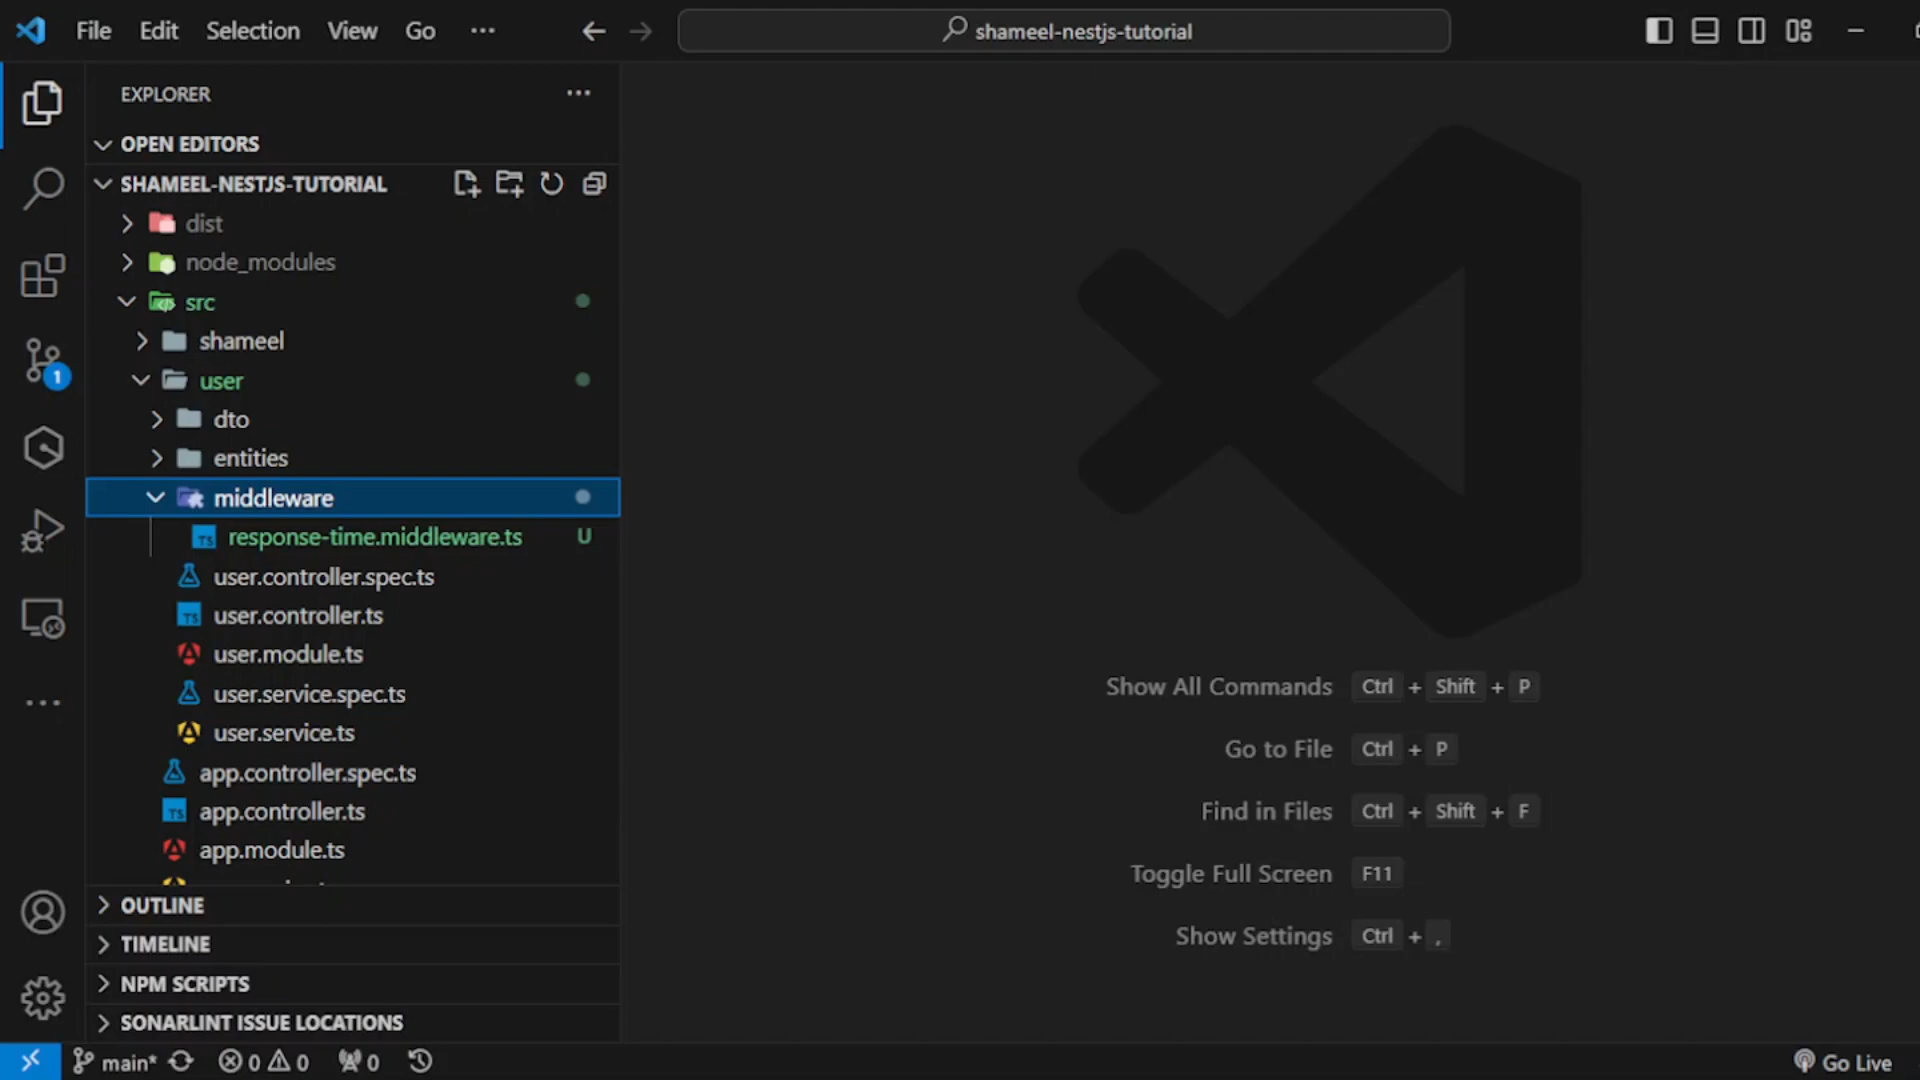 File Edit Selection View Go ···
shameel-nestjs-tutorial
EXPLORER ···
OPEN EDITORS
SHAMEEL-NESTJS-TUTORIAL
dist
node_modules
src
shameel
user
dto
entities
middleware
TS response-time.middleware.ts U
user.controller.spec.ts
TS user.controller.ts
user.module.ts
user.service.spec.ts
user.service.ts
app.controller.spec.ts
TS app.controller.ts
app.module.ts
OUTLINE
TIMELINE
NPM SCRIPTS
SONARLINT ISSUE LOCATIONS
1
Show All Commands Ctrl + Shift + P
Go to File Ctrl + P
Find in Files Ctrl + Shift + F
Toggle Full Screen F11
Show Settings Ctrl + ,
main* 0 0 0
Go Live